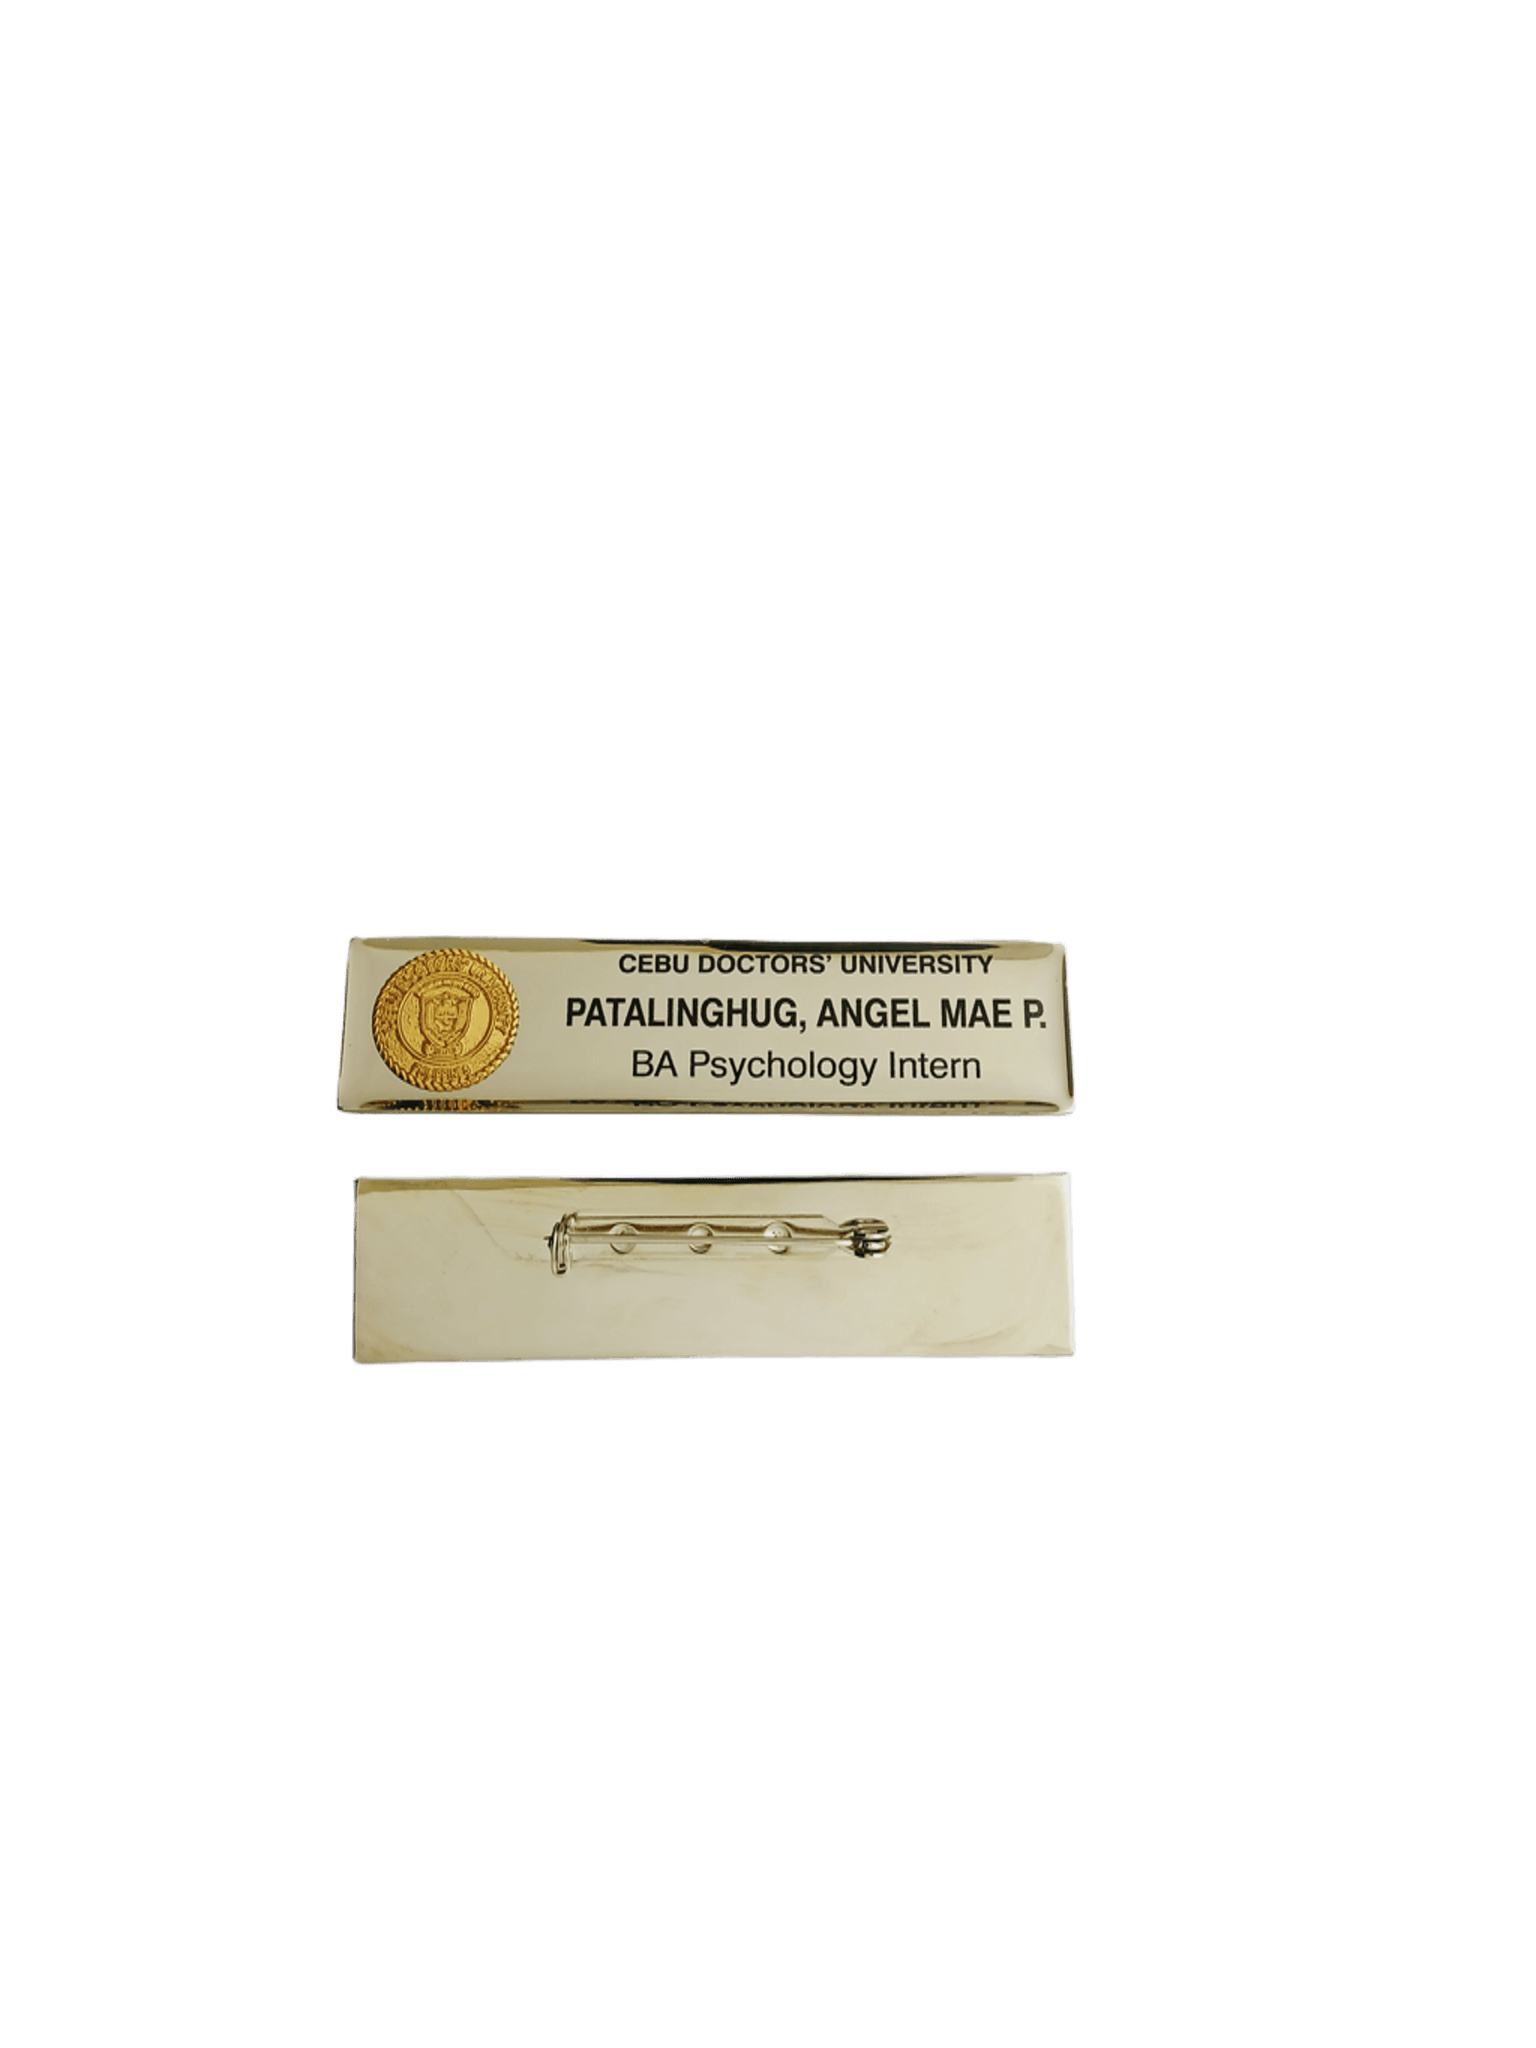 CEBU DOCTORS' UNIVERSITY
PATALINGHUG, ANGEL MAE P.
BA Psychology Intern